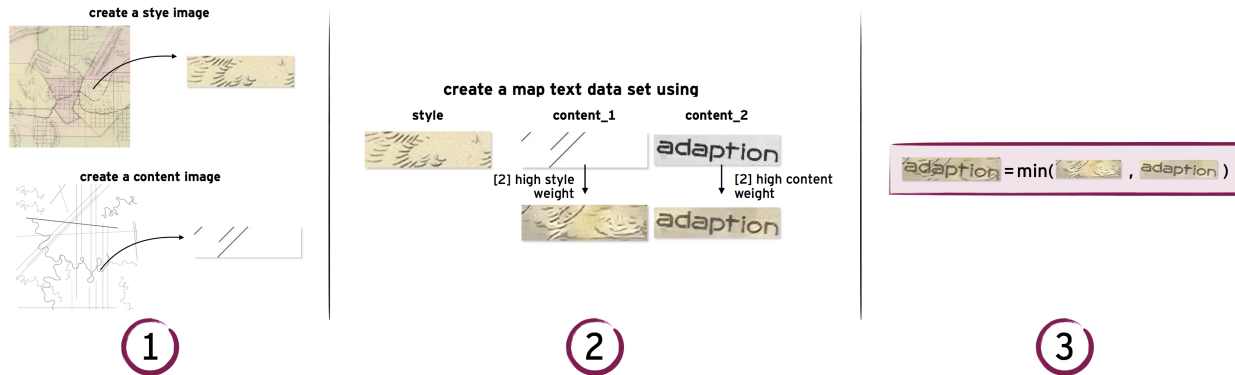 create a stye image
create a content image
1
create a map text data set using
style content_1 content_2
adaption
[2] high style
weight
[2] high content
weight
adaption
2
adaption = min( , adaption )
3